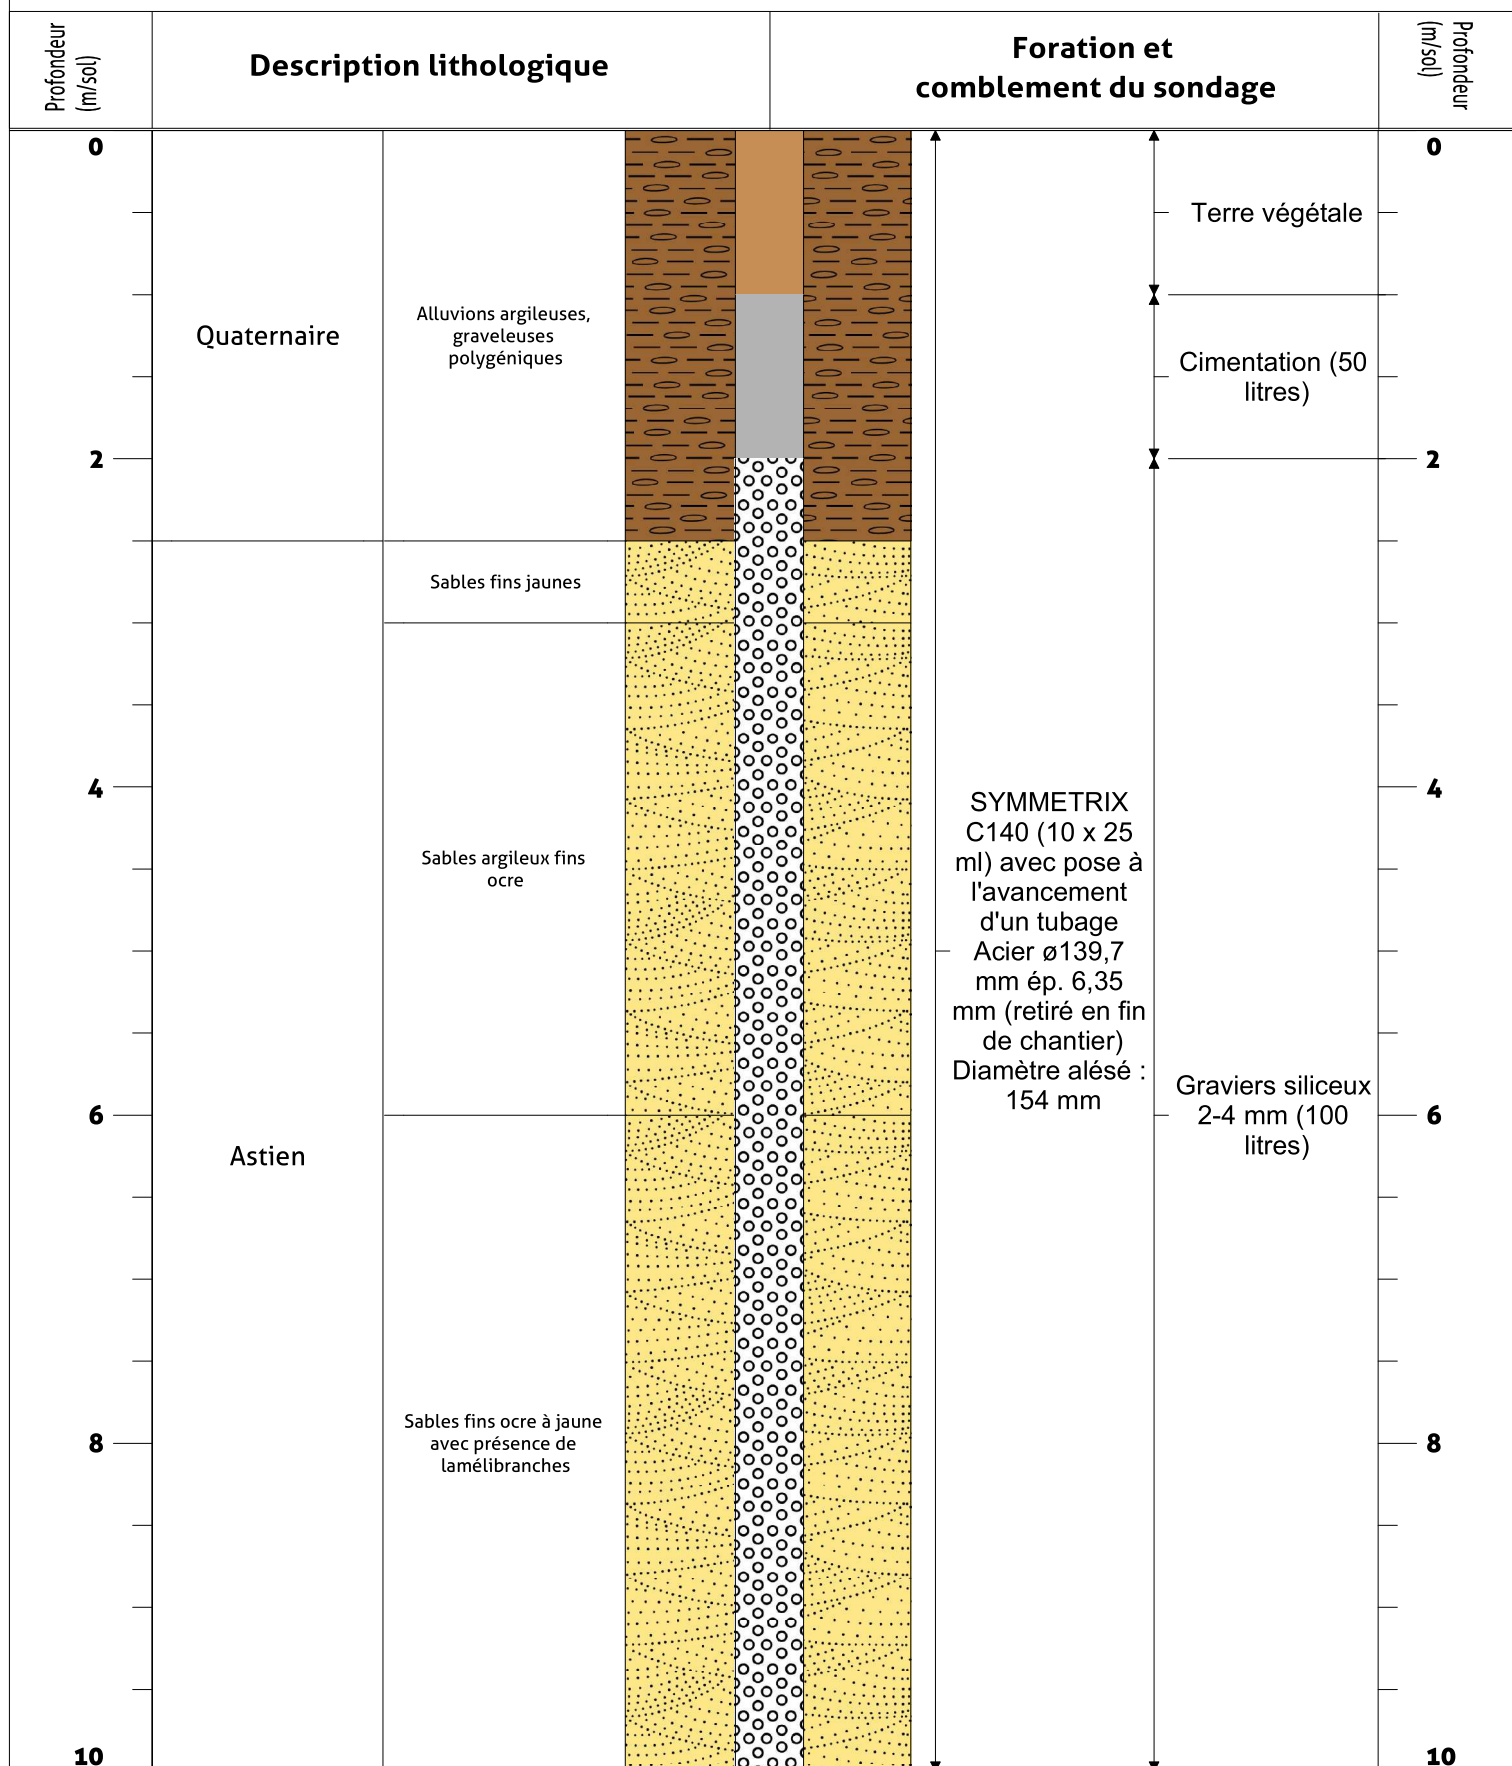 Profondeur
(m/sol)
Description lithologique
Foration et
comblement du sondage
Profondeur
(m/sol)
0
0
Terre végétale
Alluvions argileuses,
graveleuses
polygéniques
Quaternaire
Cimentation (50
litres)
2
2
Sables fins jaunes
4
4
SYMMETRIX
C140 (10 x 25
ml) avec pose à
l'avancement
d'un tubage
Acier ø139,7
mm ép. 6,35
mm (retiré en fin
de chantier)
Diamètre alésé :
154 mm
Sables argileux fins
ocre
Graviers siliceux
2-4 mm (100
litres)
6
6
Astien
Sables fins ocre à jaune
avec présence de
lamélibranches
8
8
10
10